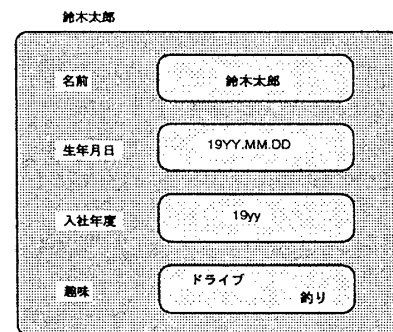 鈴木太郎
名前 鈴木太郎
生年月日 19YY.MM.DD
入社年度 19yy
趣味 ドライブ
釣り